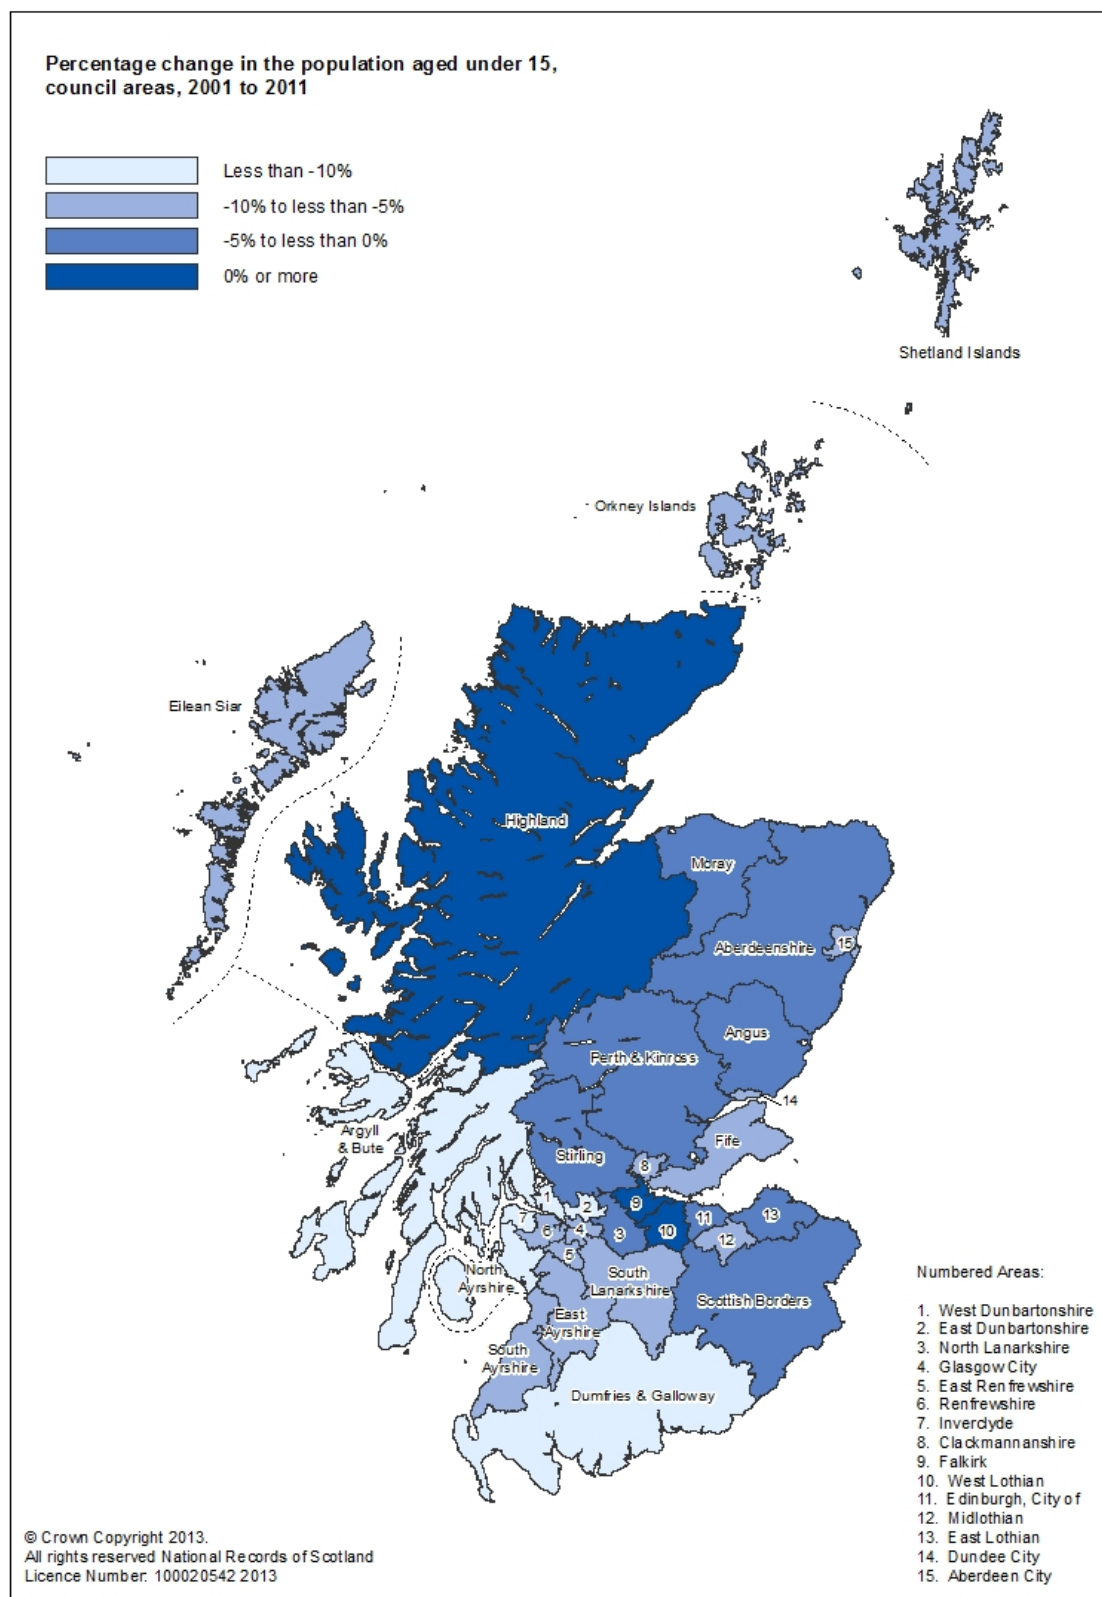 Percentage change in the population aged under 15,
council areas, 2001 to 2011
Less than -10%
-10% to less than -5%
-5% to less than 0%
0% or more
Shetland Islands
Orkney Islands
Eilean Siar
Highland
Moray
Aberdeenshire
15
Angus
Perth & Kinross
14
Argyll
& Bute
Fife
Stirling
8
1
2
9
13
7
11
6
4
3
10
12
5
North
Ayrshire
South
Lanarkshire
Scottish Borders
East
Ayrshire
South
Ayrshire
Dumfries & Galloway
Numbered Areas:
1. West Dunbartonshire
2. East Dunbartonshire
3. North Lanarkshire
4. Glasgow City
5. East Renfrewshire
6. Renfrewshire
7. Inverclyde
8. Clackmannanshire
9. Falkirk
10. West Lothian
11. Edinburgh, City of
12. Midlothian
13. East Lothian
14. Dundee City
15. Aberdeen City
© Crown Copyright 2013.
All rights reserved National Records of Scotland
Licence Number: 100020542 2013